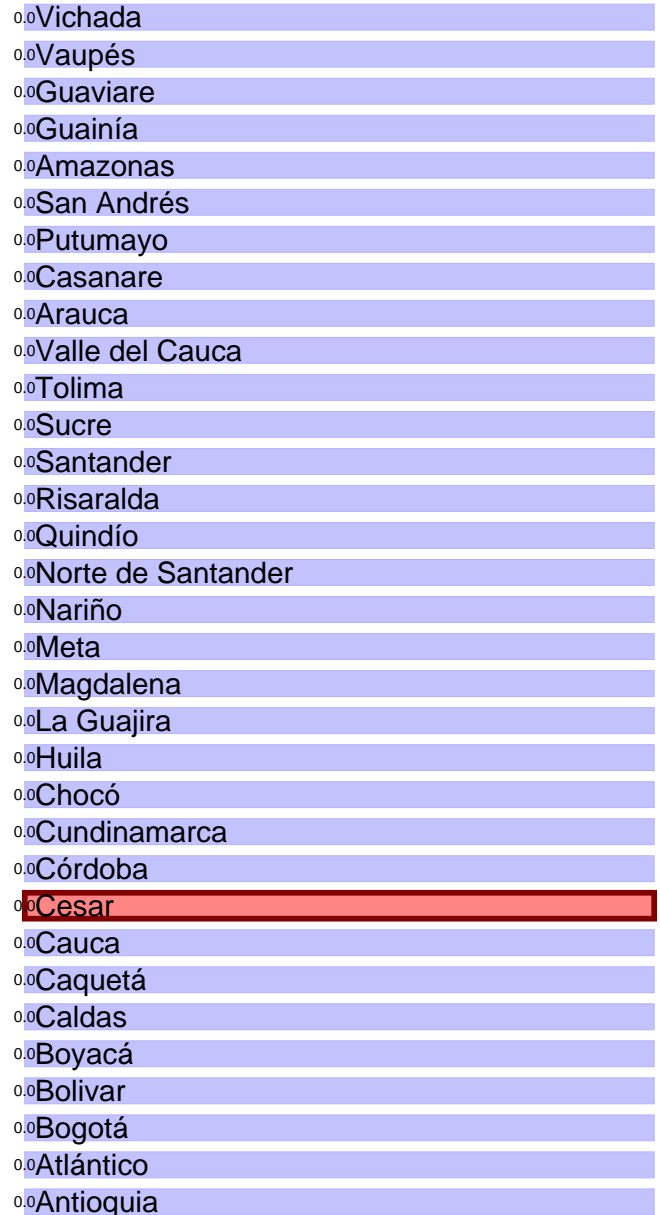 0.0Vichada
0.0Vaupés
0.0Guaviare
0.0Guainía
0.0Amazonas
0.0San Andrés
0.0Putumayo
0.0Casanare
0.0Arauca
0.0Valle del Cauca
0.0Tolima
0.0Sucre
0.0Santander
0.0Risaralda
0.0Quindío
0.0Norte de Santander
0.0Nariño
0.0Meta
0.0Magdalena
0.0La Guajira
0.0Huila
0.0Chocó
0.0Cundinamarca
0.0Córdoba
0.0Cesar
0.0Cauca
0.0Caquetá
0.0Caldas
0.0Boyacá
0.0Bolivar
0.0Bogotá
0.0Atlántico
0.0Antioquia